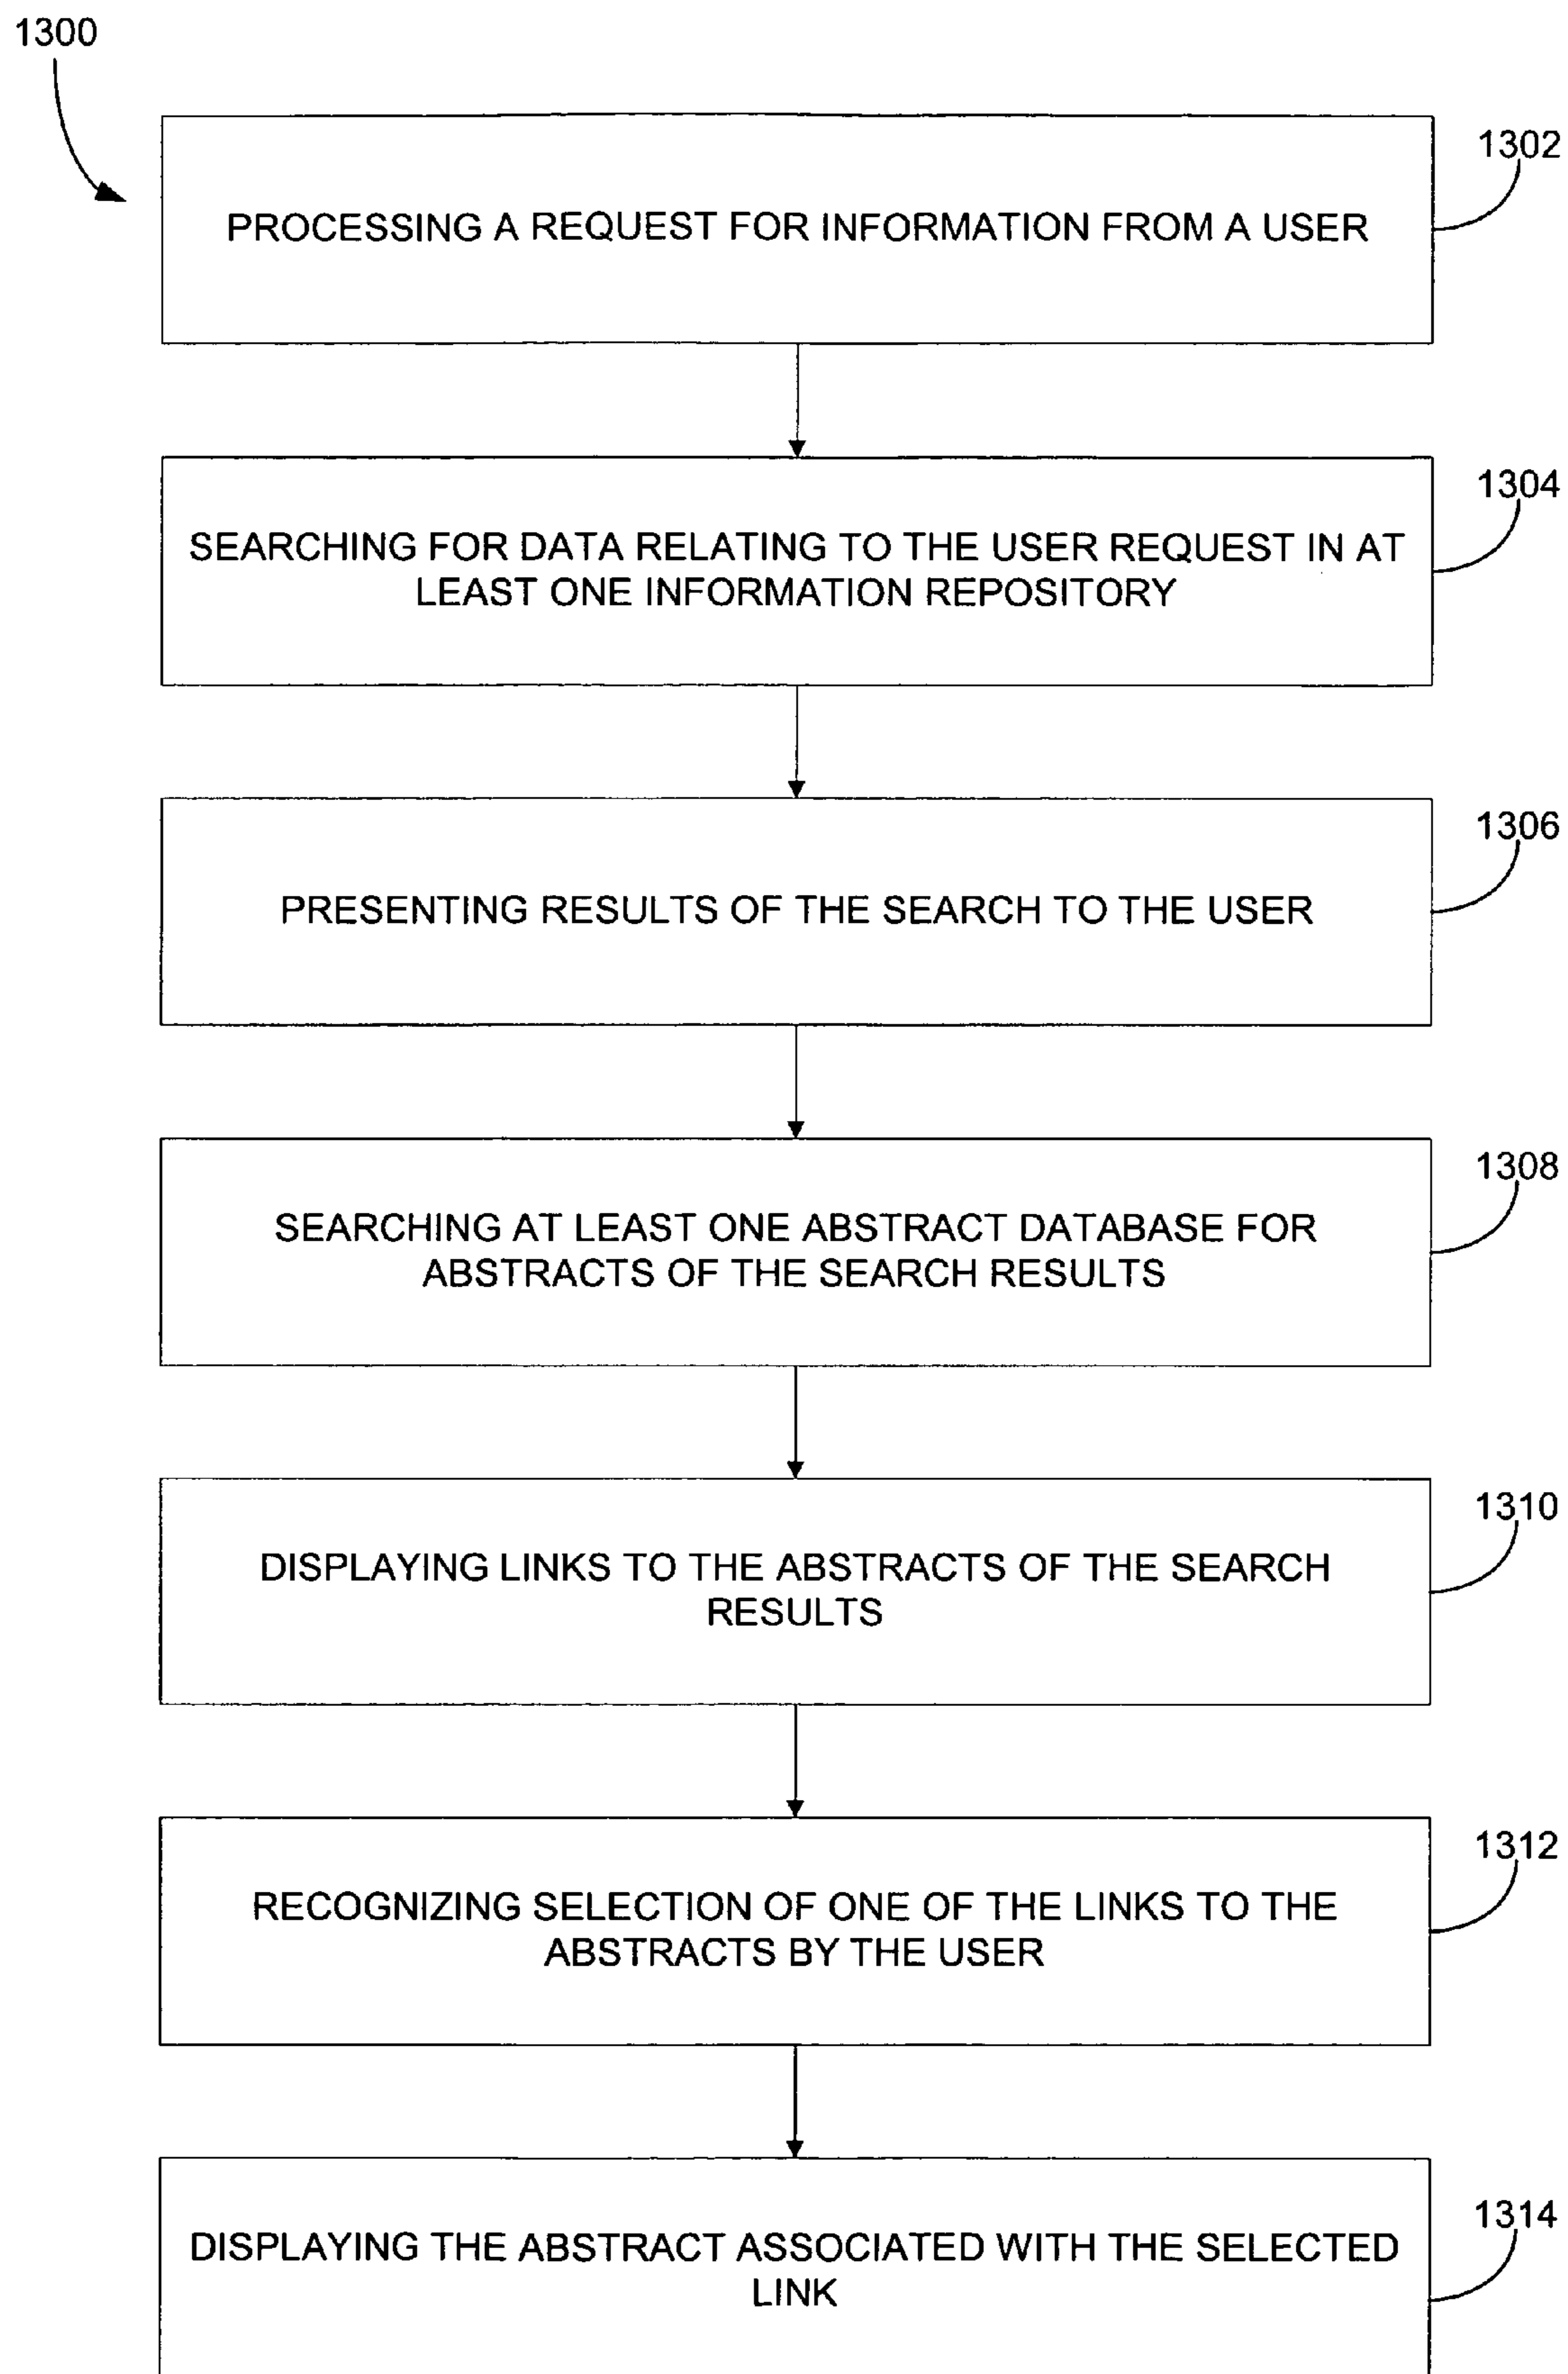 1300
1302
PROCESSING A REQUEST FOR INFORMATION FROM A USER
1304
SEARCHING FOR DATA RELATING TO THE USER REQUEST IN AT
LEAST ONE INFORMATION REPOSITORY
1306
PRESENTING RESULTS OF THE SEARCH TO THE USER
1308
SEARCHING AT LEAST ONE ABSTRACT DATABASE FOR
ABSTRACTS OF THE SEARCH RESULTS
1310
DISPLAYING LINKS TO THE ABSTRACTS OF THE SEARCH
RESULTS
1312
RECOGNIZING SELECTION OF ONE OF THE LINKS TO THE
ABSTRACTS BY THE USER
1314
DISPLAYING THE ABSTRACT ASSOCIATED WITH THE SELECTED
LINK